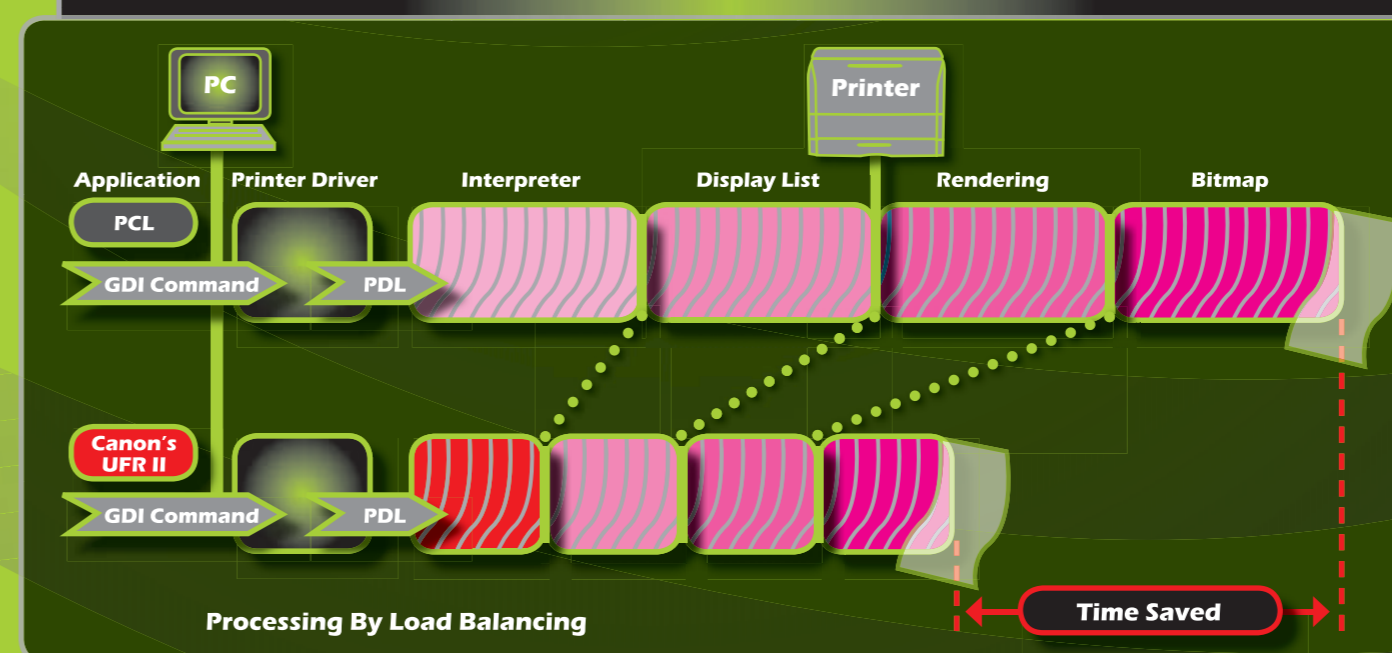 PC
Printer
Application
Printer Driver
Interpreter
Display List
Rendering
Bitmap
PCL
GDI Command
PDL
Canon's
UFR II
GDI Command
PDL
Processing By Load Balancing
Time Saved